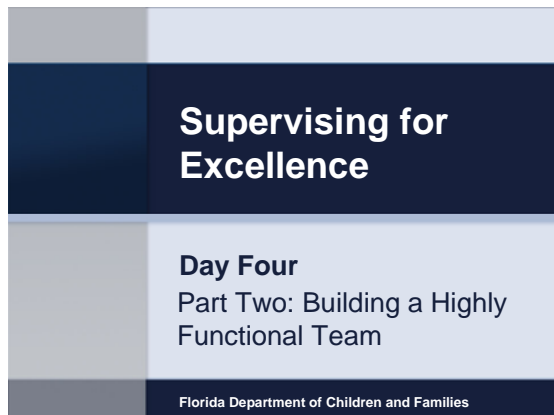 Supervising for
Excellence
Day Four
Part Two: Building a Highly
Functional Team
Florida Department of Children and Families